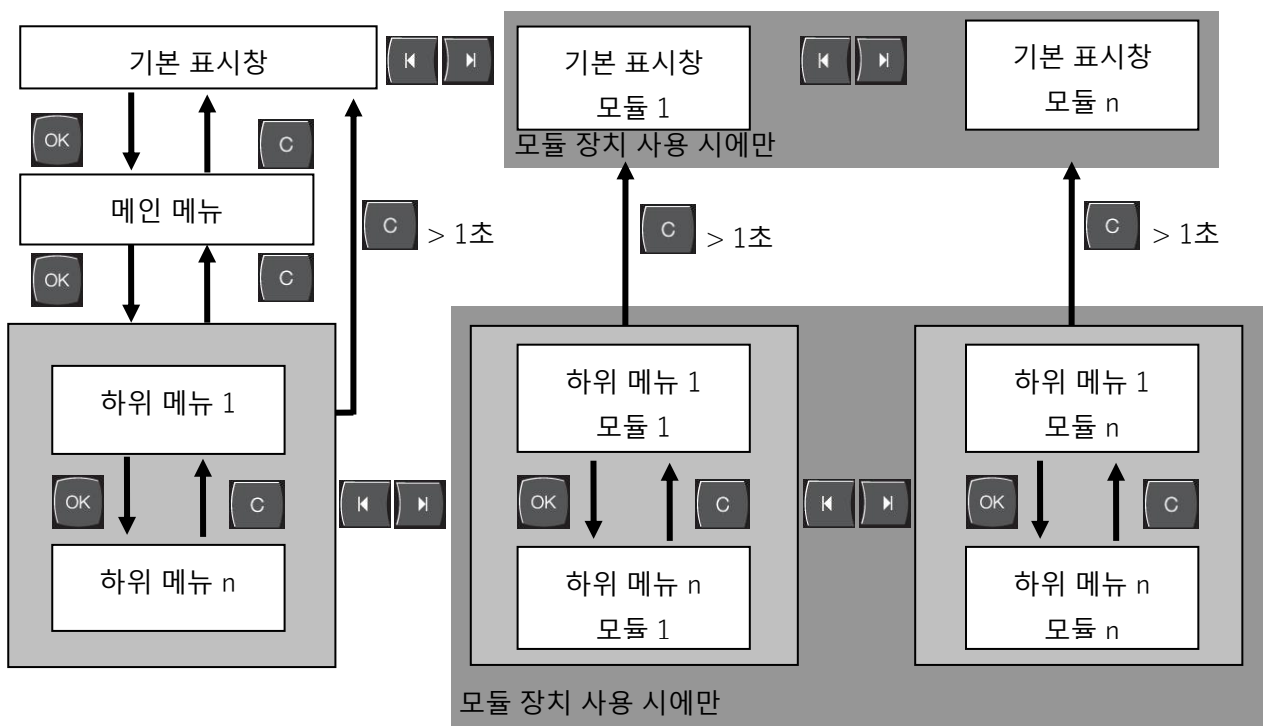 기본 표시창
기본 표시창
모듈 1
기본 표시창
모듈 n
모듈 장치 사용 시에만
OK
C
메인 메뉴
C
> 1초
C
> 1초
C
> 1초
OK
C
하위 메뉴 1
하위 메뉴 1
모듈 1
하위 메뉴 1
모듈 n
OK
C
OK
C
OK
C
하위 메뉴 n
하위 메뉴 n
모듈 1
하위 메뉴 n
모듈 n
모듈 장치 사용 시에만